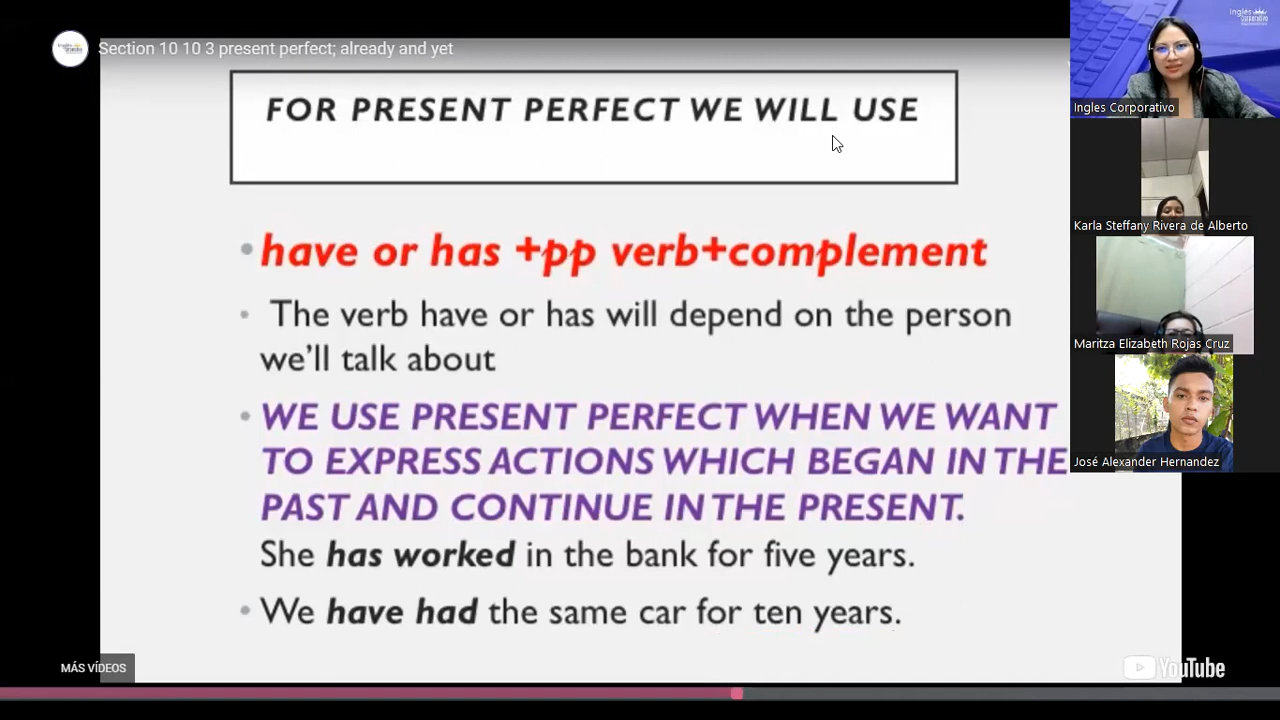 Section 10 10 3 present perfect; already and yet
FOR PRESENT PERFECT WE WILL USE
• have or has +pp verb+complement
• The verb have or has will depend on the person
we'll talk about
• WE USE PRESENT PERFECT WHEN WE WANT
TO EXPRESS ACTIONS WHICH BEGAN IN THE
PAST AND CONTINUE IN THE PRESENT.
She has worked in the bank for five years.
• We have had the same car for ten years.
MÁS VÍDEOS
YouTube
Inglés
Corporativo
Ingles Corporativo
Karla Steffany Rivera de Alberto
Maritza Elizabeth Rojas Cruz
José Alexander Hernandez